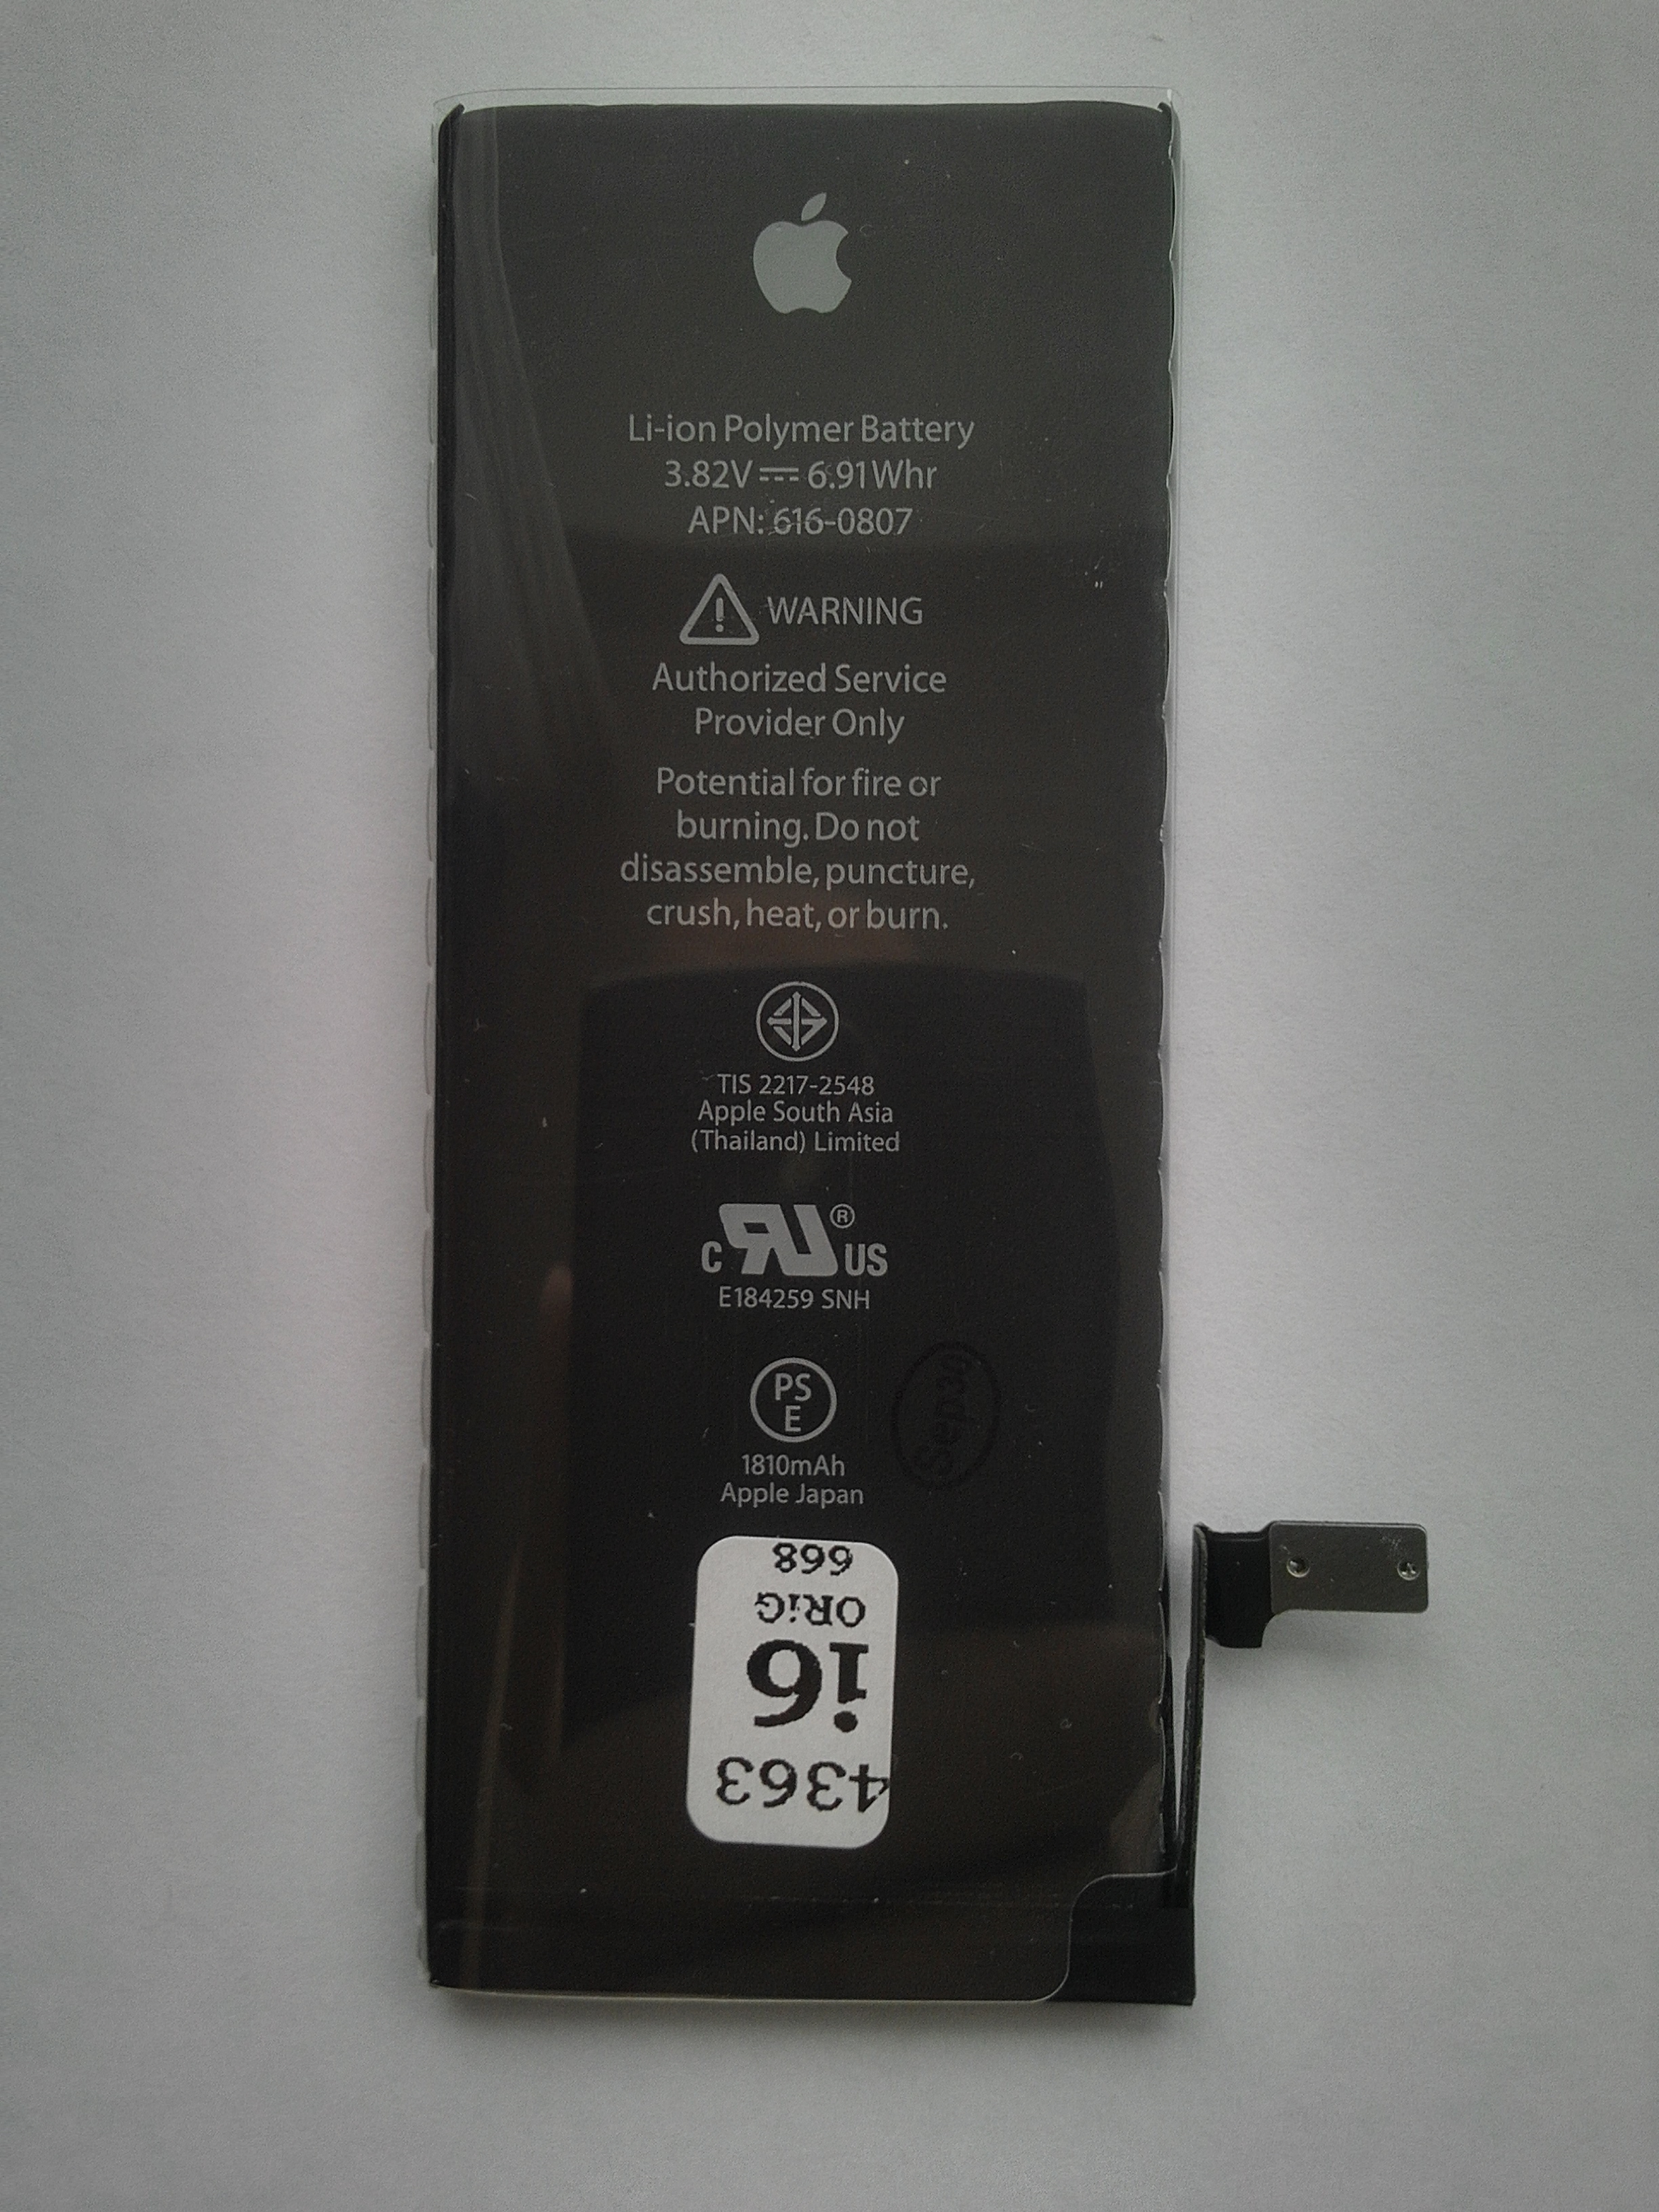 Li-ion Polymer Battery
3.82V ⎓ 6.91Whr
APN: 616-0807
WARNING
Authorized Service
Provider Only
Potential for fire or
burning. Do not
disassemble, puncture,
crush, heat, or burn.
TIS 2217-2548
Apple South Asia
(Thailand) Limited
c RU ® US
E184259 SNH
PS
E
1810mAh
Apple Japan
Sep30
4363
i6
ORiG
668